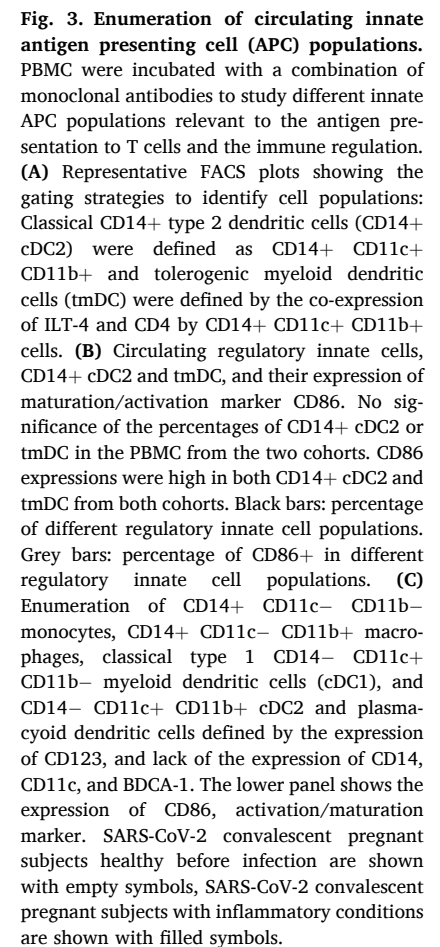 Fig. 3. Enumeration of circulating innate
antigen presenting cell (APC) populations.
PBMC were incubated with a combination of
monoclonal antibodies to study different innate
APC populations relevant to the antigen pre-
sentation to T cells and the immune regulation.
(A) Representative FACS plots showing the
gating strategies to identify cell populations:
Classical CD14+ type 2 dendritic cells (CD14+
cDC2) were defined as CD14+ CD11c+
CD11b+ and tolerogenic myeloid dendritic
cells (tmDC) were defined by the co-expression
of ILT-4 and CD4 by CD14+ CD11c+ CD11b+
cells. (B) Circulating regulatory innate cells,
CD14+ cDC2 and tmDC, and their expression of
maturation/activation marker CD86. No sig-
nificance of the percentages of CD14+ cDC2 or
tmDC in the PBMC from the two cohorts. CD86
expressions were high in both CD14+ cDC2 and
tmDC from both cohorts. Black bars: percentage
of different regulatory innate cell populations.
Grey bars: percentage of CD86+ in different
regulatory innate cell populations. (C)
Enumeration of CD14+ CD11c− CD11b−
monocytes, CD14+ CD11c− CD11b+ macro-
phages, classical type 1 CD14− CD11c+
CD11b− myeloid dendritic cells (cDC1), and
CD14− CD11c+ CD11b+ cDC2 and plasma-
cyoid dendritic cells defined by the expression
of CD123, and lack of the expression of CD14,
CD11c, and BDCA-1. The lower panel shows the
expression of CD86, activation/maturation
marker. SARS-CoV-2 convalescent pregnant
subjects healthy before infection are shown
with empty symbols, SARS-CoV-2 convalescent
pregnant subjects with inflammatory conditions
are shown with filled symbols.